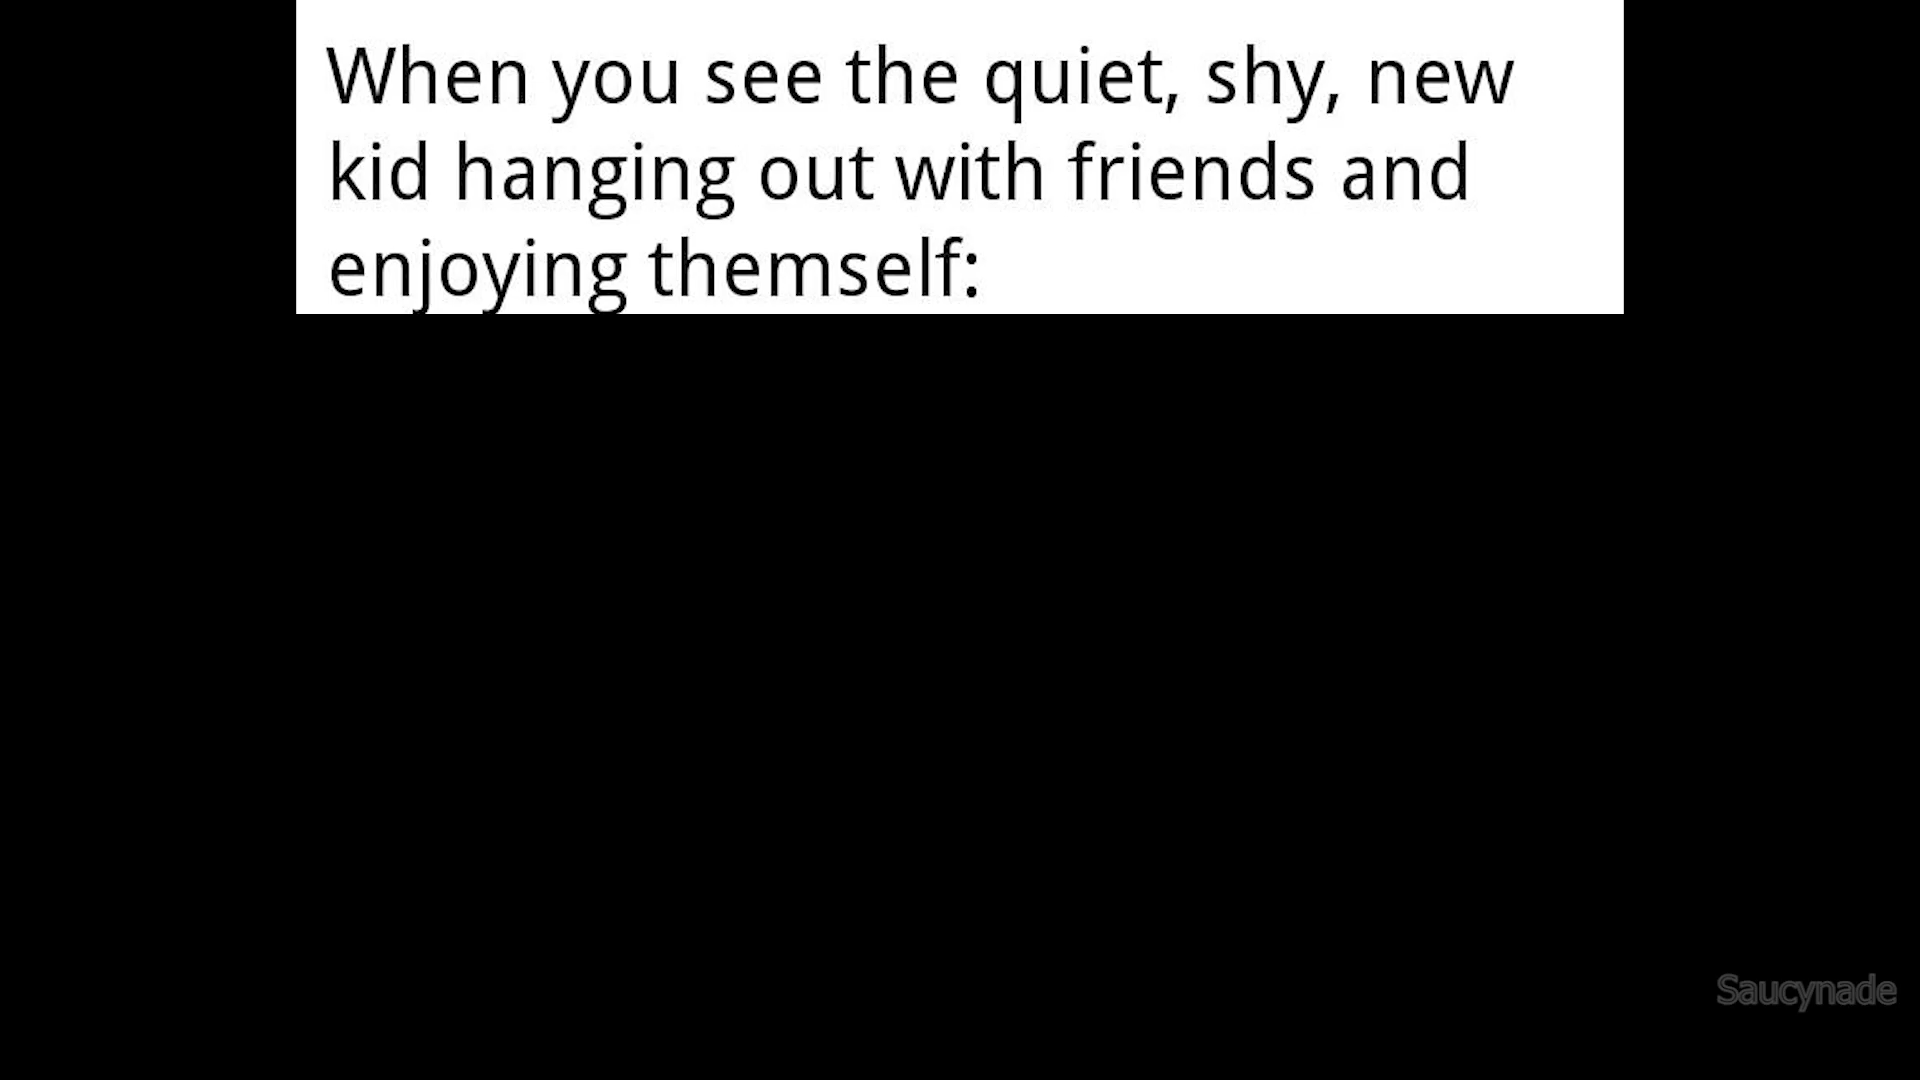 When you see the quiet, shy, new
kid hanging out with friends and
enjoying themself:
Saucynade